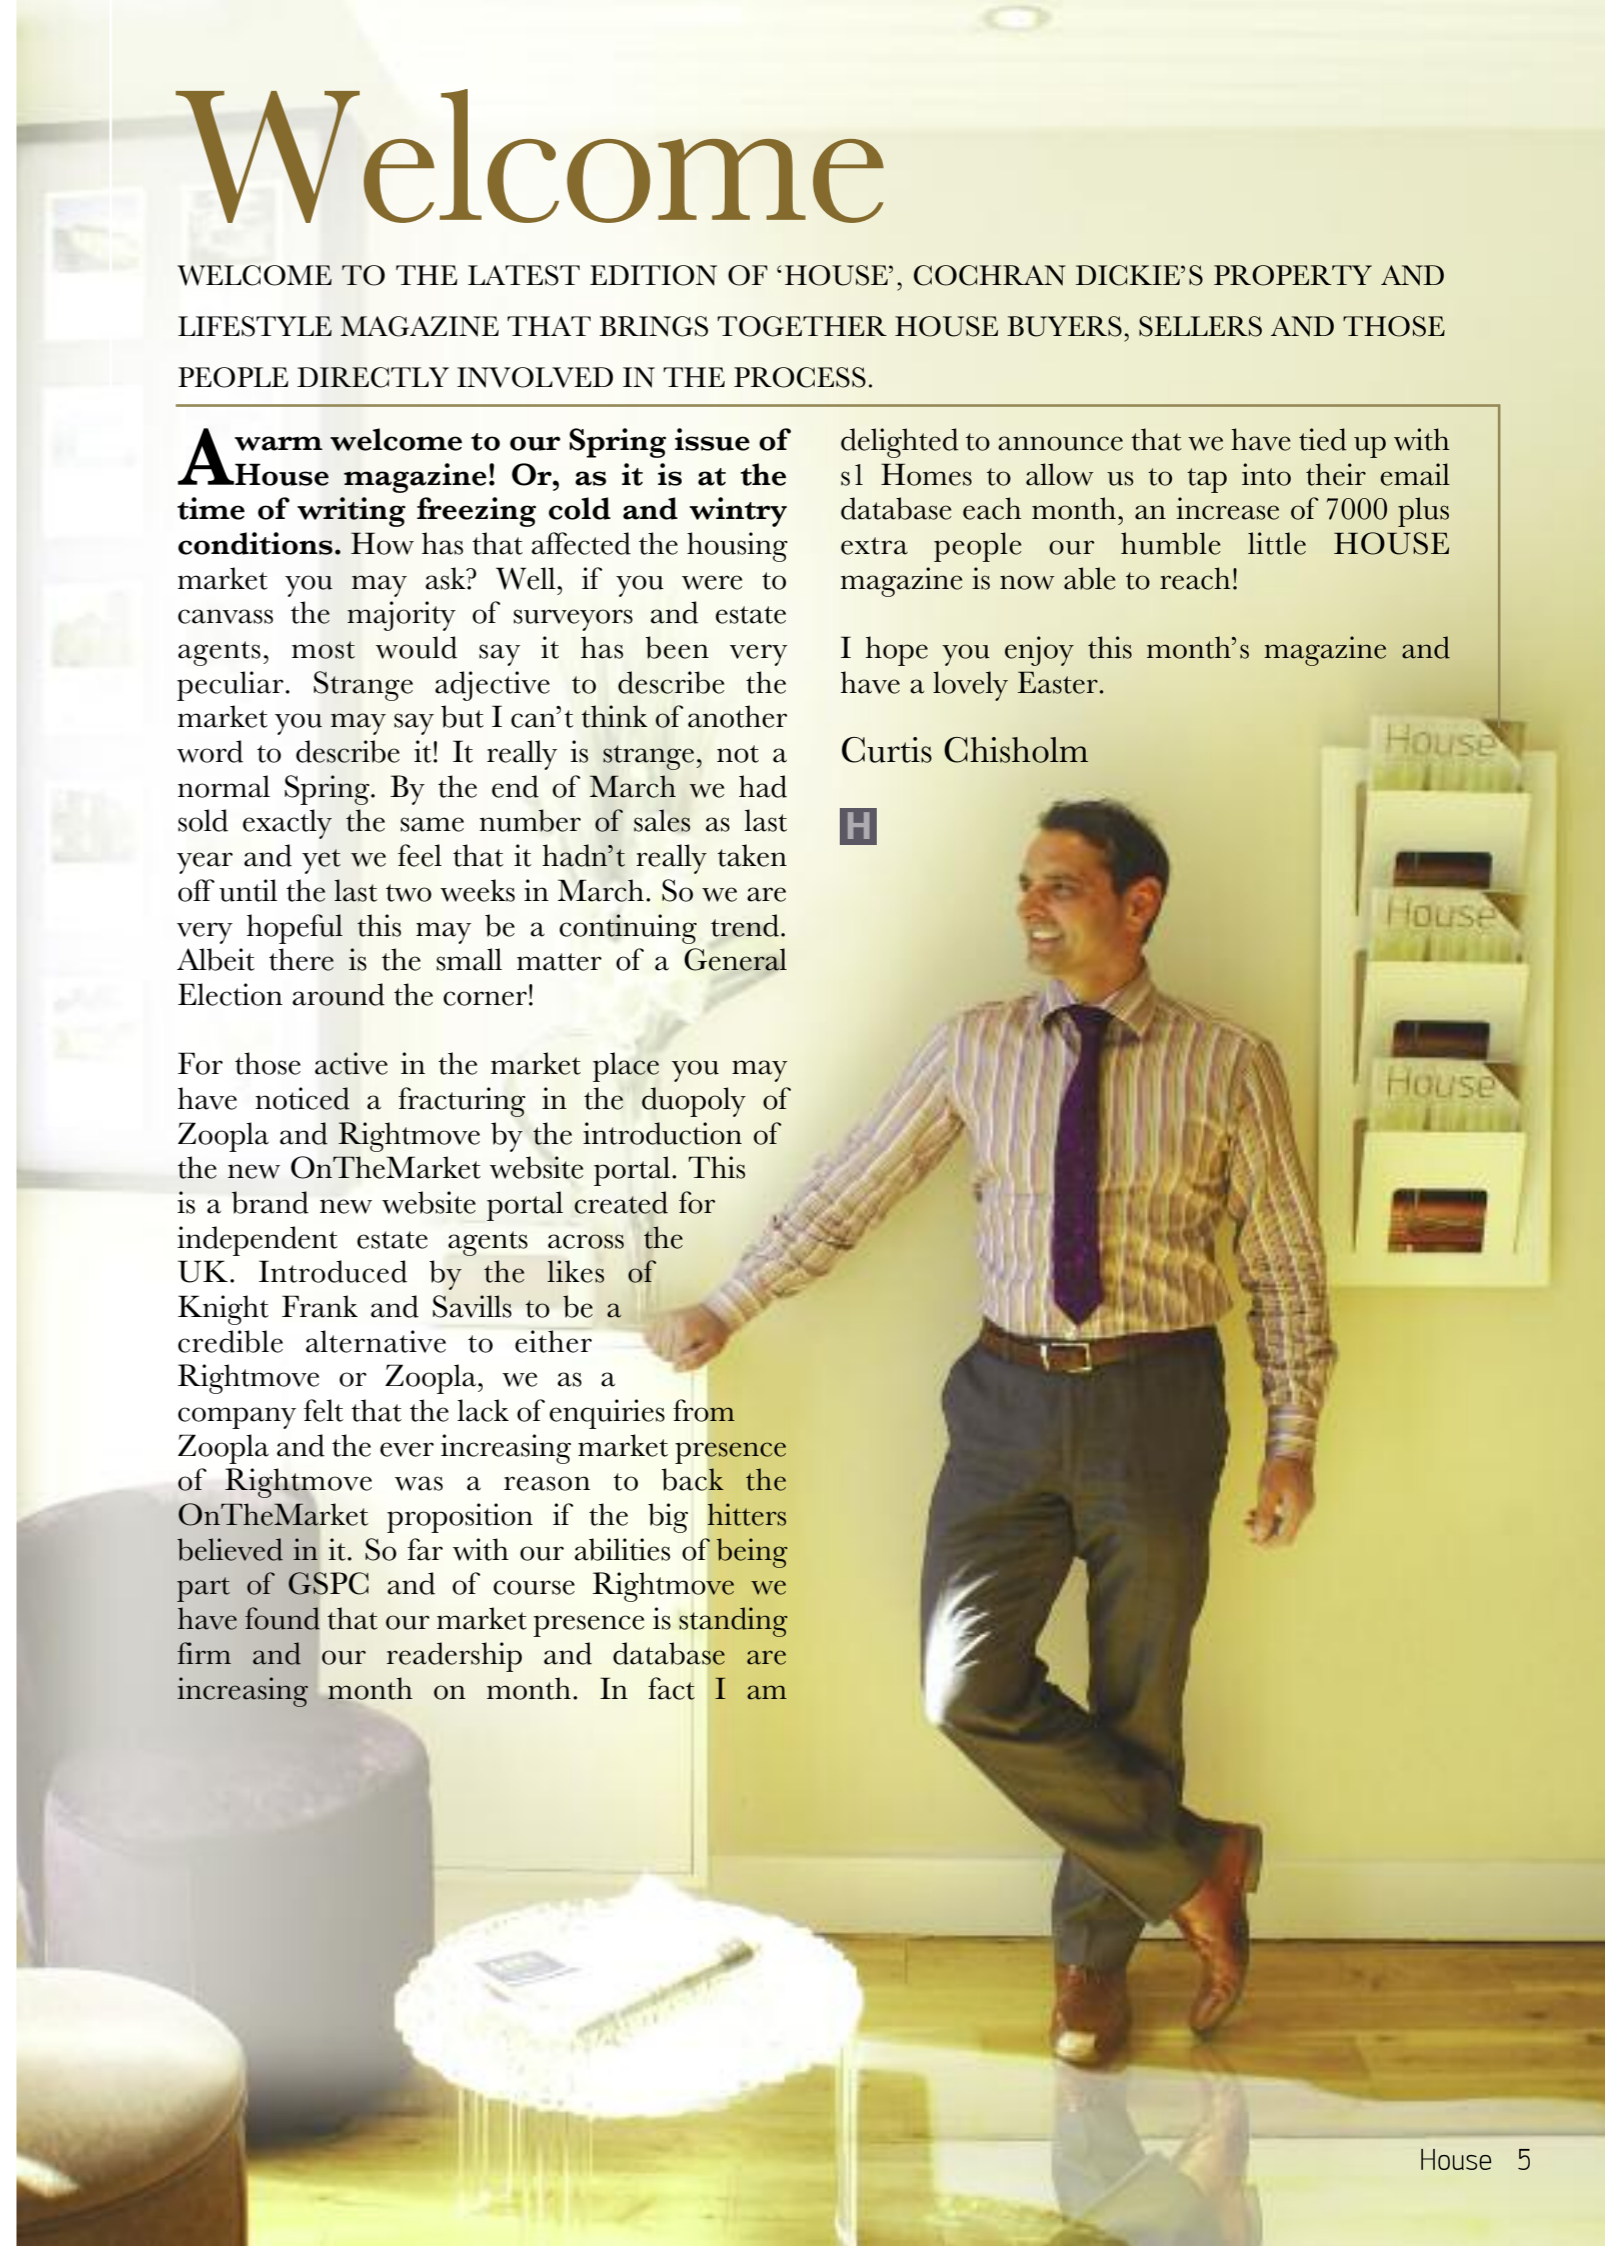 Welcome
WELCOME TO THE LATEST EDITION OF ‘HOUSE’, COCHRAN DICKIE’S PROPERTY AND
LIFESTYLE MAGAZINE THAT BRINGS TOGETHER HOUSE BUYERS, SELLERS AND THOSE
PEOPLE DIRECTLY INVOLVED IN THE PROCESS.
A warm welcome to our Spring issue of
House magazine! Or, as it is at the
time of writing freezing cold and wintry
conditions. How has that affected the housing
market you may ask? Well, if you were to
canvass the majority of surveyors and estate
agents, most would say it has been very
peculiar. Strange adjective to describe the
market you may say but I can’t think of another
word to describe it! It really is strange, not a
normal Spring. By the end of March we had
sold exactly the same number of sales as last
year and yet we feel that it hadn’t really taken
off until the last two weeks in March. So we are
very hopeful this may be a continuing trend.
Albeit there is the small matter of a General
Election around the corner!
For those active in the market place you may
have noticed a fracturing in the duopoly of
Zoopla and Rightmove by the introduction of
the new OnTheMarket website portal. This
is a brand new website portal created for
independent estate agents across the
UK. Introduced by the likes of
Knight Frank and Savills to be a
credible alternative to either
Rightmove or Zoopla, we as a
company felt that the lack of enquiries from
Zoopla and the ever increasing market presence
of Rightmove was a reason to back the
OnTheMarket proposition if the big hitters
believed in it. So far with our abilities of being
part of GSPC and of course Rightmove we
have found that our market presence is standing
firm and our readership and database are
increasing month on month. In fact I am
delighted to announce that we have tied up with
s1 Homes to allow us to tap into their email
database each month, an increase of 7000 plus
extra people our humble little HOUSE
magazine is now able to reach!
I hope you enjoy this month’s magazine and
have a lovely Easter.
Curtis Chisholm
H
House
House
House
House 5